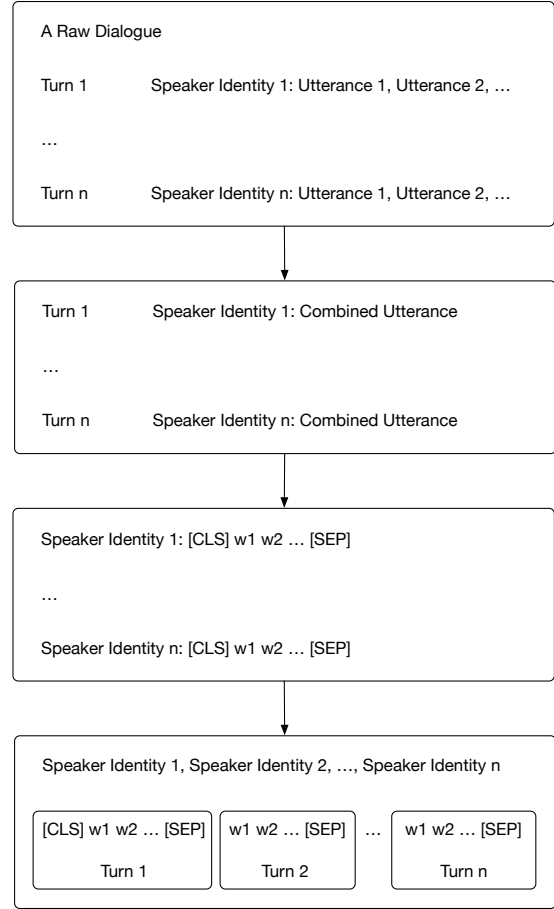 A Raw Dialogue
Turn 1 Speaker Identity 1: Utterance 1, Utterance 2, …
…
Turn n Speaker Identity n: Utterance 1, Utterance 2, …
Turn 1 Speaker Identity 1: Combined Utterance
…
Turn n Speaker Identity n: Combined Utterance
Speaker Identity 1: [CLS] w1 w2 … [SEP]
…
Speaker Identity n: [CLS] w1 w2 … [SEP]
Speaker Identity 1, Speaker Identity 2, …, Speaker Identity n
[CLS] w1 w2 … [SEP] w1 w2 … [SEP] … w1 w2 … [SEP]
Turn 1 Turn 2 Turn n